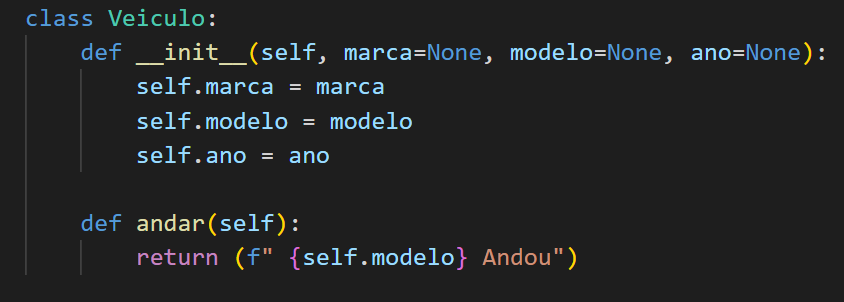 class Veiculo:
    def __init__(self, marca=None, modelo=None, ano=None):
        self.marca = marca
        self.modelo = modelo
        self.ano = ano
    def andar(self):
        return (f" {self.modelo} Andou")